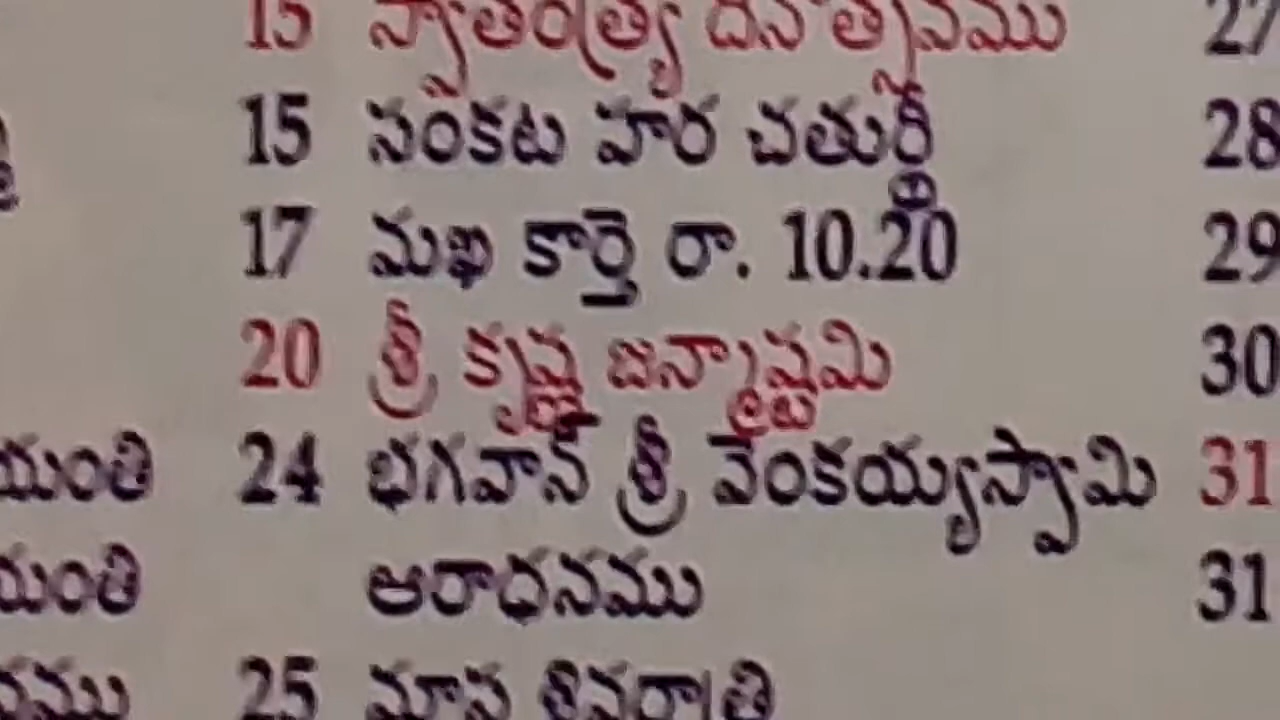 15 స్వాతంత్ర్య దినోత్సవము 27
15 సంకట హర చతుర్థి 28
17 మఖ కార్తె రా. 10.20 29
20 శ్రీ కృష్ణ జన్మాష్టమి 30
యంతి 24 భగవాన్ శ్రీ వెంకయ్యస్వామి 31
యంతి ఆరాధనము 31
నము 25 మాస శివరాత్రి